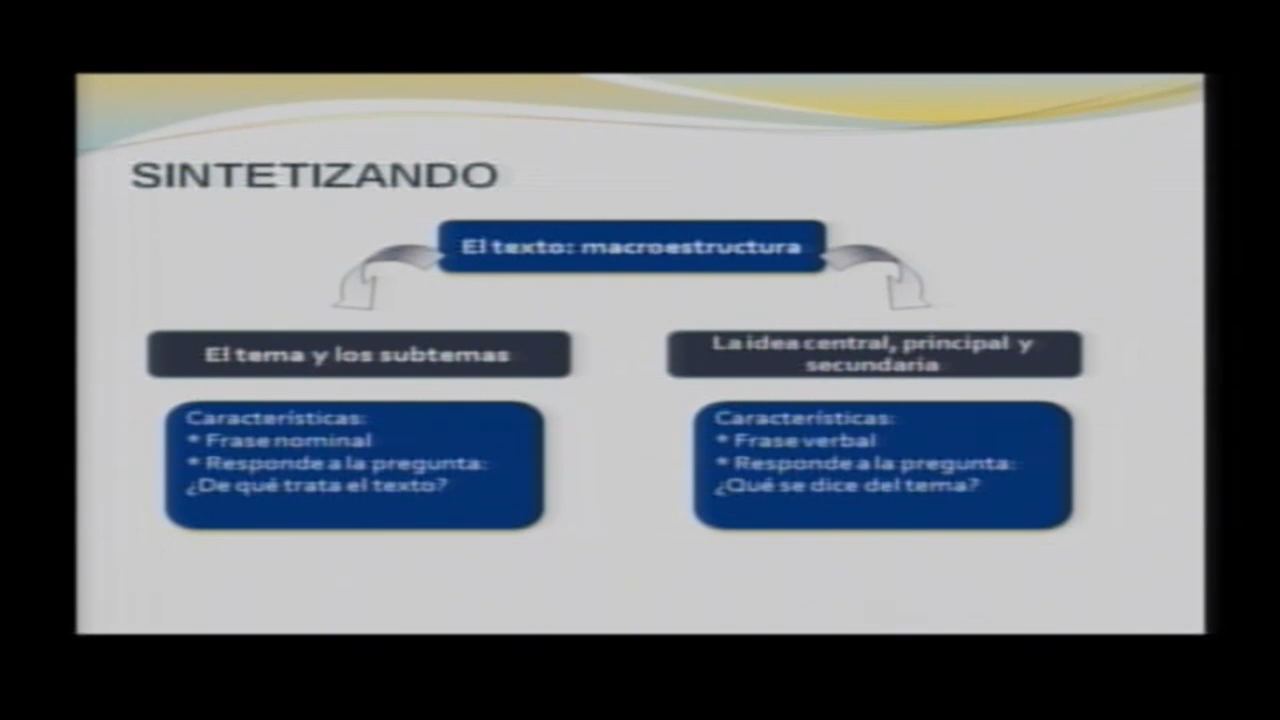 SINTETIZANDO
El texto: macroestructura
El tema y los subtemas
La idea central, principal y
secundaria
Características:
* Frase nominal
* Responde a la pregunta:
¿De qué trata el texto?
Características:
* Frase verbal
* Responde a la pregunta:
¿Qué se dice del tema?